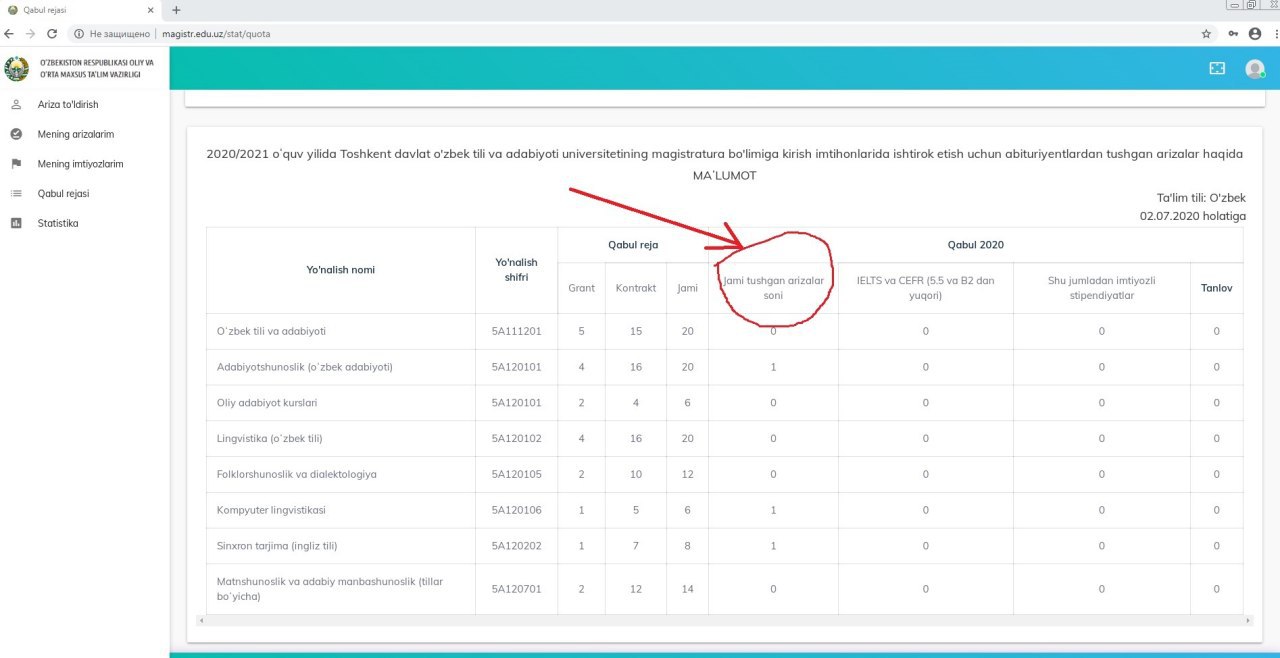 Qabul rejasi
Не защищено | magistr.edu.uz/stat/quota
O'ZBEKISTON RESPUBLIKASI OLIY VA
O'RTA MAXSUS TA'LIM VAZIRLIGI
Ariza to'ldirish
Mening arizalarim
Mening imtiyozlarim
Qabul rejasi
Statistika
2020/2021 o'quv yilida Toshkent davlat o'zbek tili va adabiyoti universitetining magistratura bo'limiga kirish imtihonlarida ishtirok etish uchun abituriyentlardan tushgan arizalar haqida
MA'LUMOT
Ta'lim tili: O'zbek
02.07.2020 holatiga
Yo'nalish nomi Yo'nalish shifri Qabul reja Qabul 2020
Grant Kontrakt Jami Jami tushgan arizalar soni IELTS va CEFR (5.5 va B2 dan yuqori) Shu jumladan imtiyozli stipendiyatlar Tanlov
O'zbek tili va adabiyoti 5A111201 5 15 20 0 0 0 0
Adabiyotshunoslik (o'zbek adabiyoti) 5A120101 4 16 20 1 0 0 0
Oliy adabiyot kurslari 5A120101 2 4 6 0 0 0 0
Lingvistika (o'zbek tili) 5A120102 4 16 20 0 0 0 0
Folklorshunoslik va dialektologiya 5A120105 2 10 12 0 0 0 0
Kompyuter lingvistikasi 5A120106 1 5 6 1 0 0 0
Sinxron tarjima (ingliz tili) 5A120202 1 7 8 1 0 0 0
Matnshunoslik va adabiy manbashunoslik (tillar bo'yicha) 5A120701 2 12 14 0 0 0 0